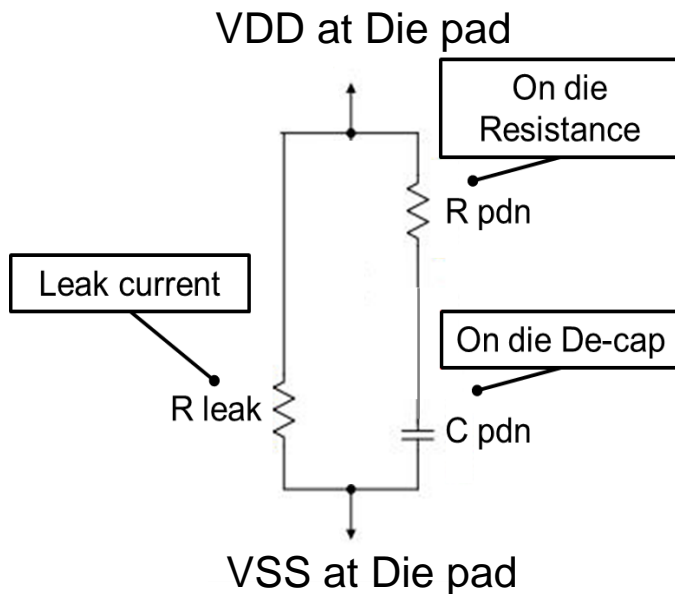 VDD at Die pad
On die
Resistance
R pdn
Leak current
On die De-cap
R leak
C pdn
VSS at Die pad